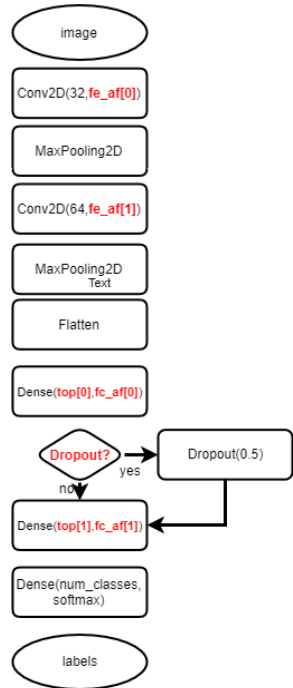 image
Conv2D(32,fe_af[0])
MaxPooling2D
Conv2D(64,fe_af[1])
MaxPooling2D
Text
Flatten
Dense(top[0],fc_af[0])
Dropout?
yes
Dropout(0.5)
no
Dense(top[1],fc_af[1])
Dense(num_classes,
softmax)
labels